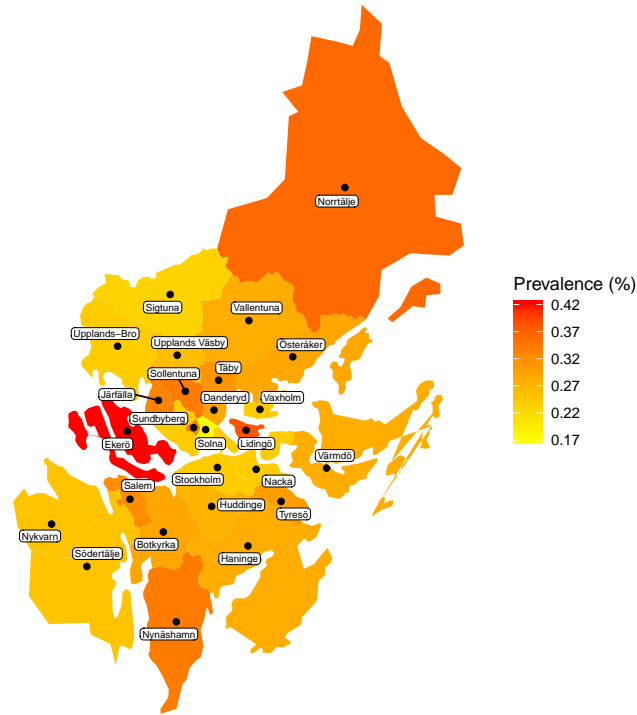 Norrtälje
Prevalence (%)
0.42
0.37
0.32
0.27
0.22
0.17
Sigtuna
Vallentuna
Upplands−Bro
Upplands Väsby
Österåker
Sollentuna
Täby
Järfälla
Danderyd
Vaxholm
Sundbyberg
Ekerö
Solna
Lidingö
Värmdö
Stockholm
Nacka
Salem
Huddinge
Tyresö
Nykvarn
Botkyrka
Södertälje
Haninge
Nynäshamn